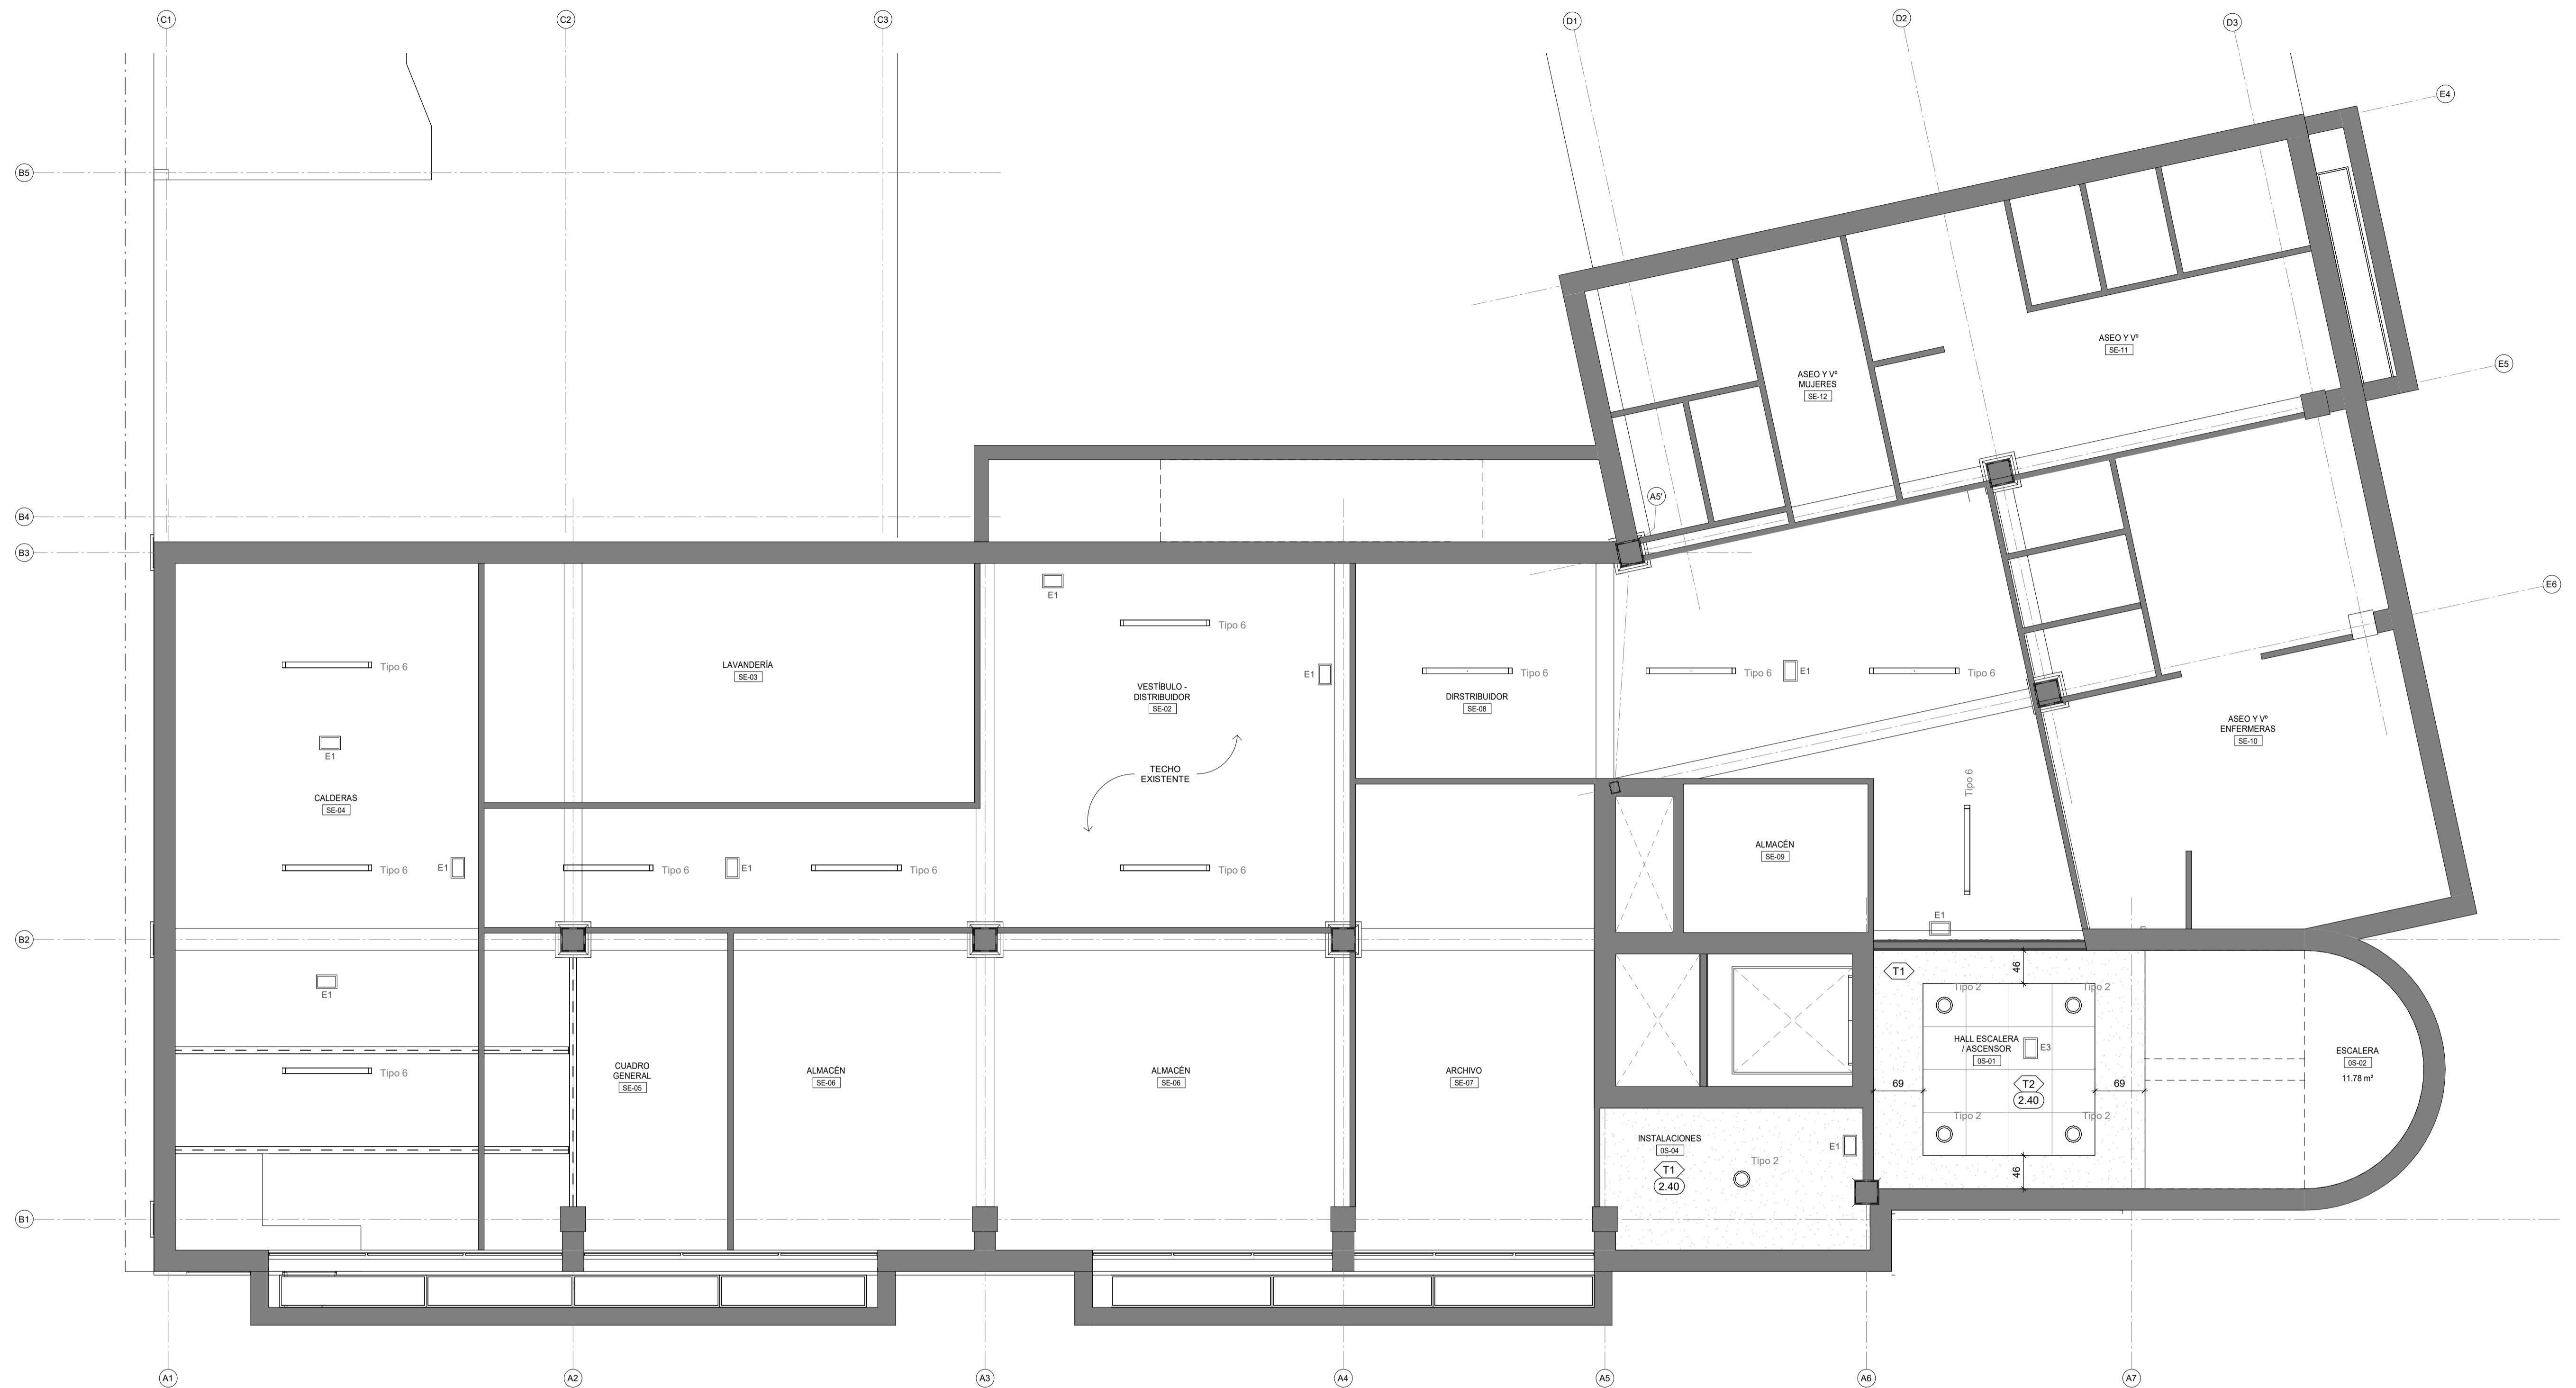 C1
C2
C3
D1
D2
D3
E4
B5
E5
ASEO Y Vº
SE-11
ASEO Y Vº
MUJERES
SE-12
A5'
B4
B3
E6
E1
Tipo 6
LAVANDERÍA
SE-03
Tipo 6
E1
VESTÍBULO -
DISTRIBUIDOR
SE-02
Tipo 6
DIRSTRIBUIDOR
SE-08
Tipo 6
E1
Tipo 6
ASEO Y Vº
ENFERMERAS
SE-10
E1
TECHO
EXISTENTE
Tipo 6
CALDERAS
SE-04
ALMACÉN
SE-09
Tipo 6
E1
Tipo 6
E1
Tipo 6
Tipo 6
E1
B2
E1
T1
46
Tipo 2
Tipo 2
HALL ESCALERA
/ ASCENSOR
0S-01
E3
ESCALERA
0S-02
11.78 m²
Tipo 6
CUADRO
GENERAL
SE-05
ALMACÉN
SE-06
ALMACÉN
SE-06
ARCHIVO
SE-07
69
T2
2.40
69
Tipo 2
Tipo 2
INSTALACIONES
0S-04
T1
2.40
Tipo 2
E1
46
B1
A1
A2
A3
A4
A5
A6
A7